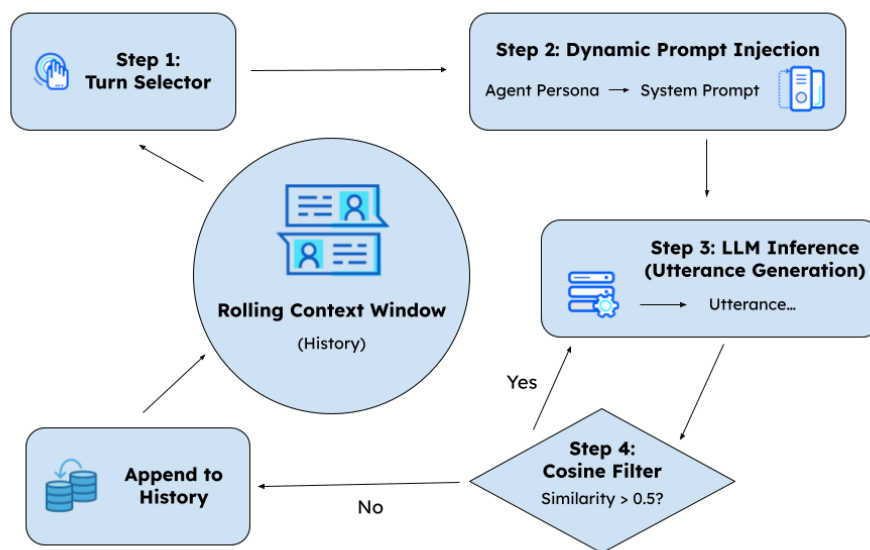 Step 1:
Turn Selector
Step 2: Dynamic Prompt Injection
Agent Persona
System Prompt
Step 3: LLM Inference
(Utterance Generation)
Utterance...
Rolling Context Window
(History)
Yes
Step 4:
Cosine Filter
Similarity > 0.5?
No
Append to
History